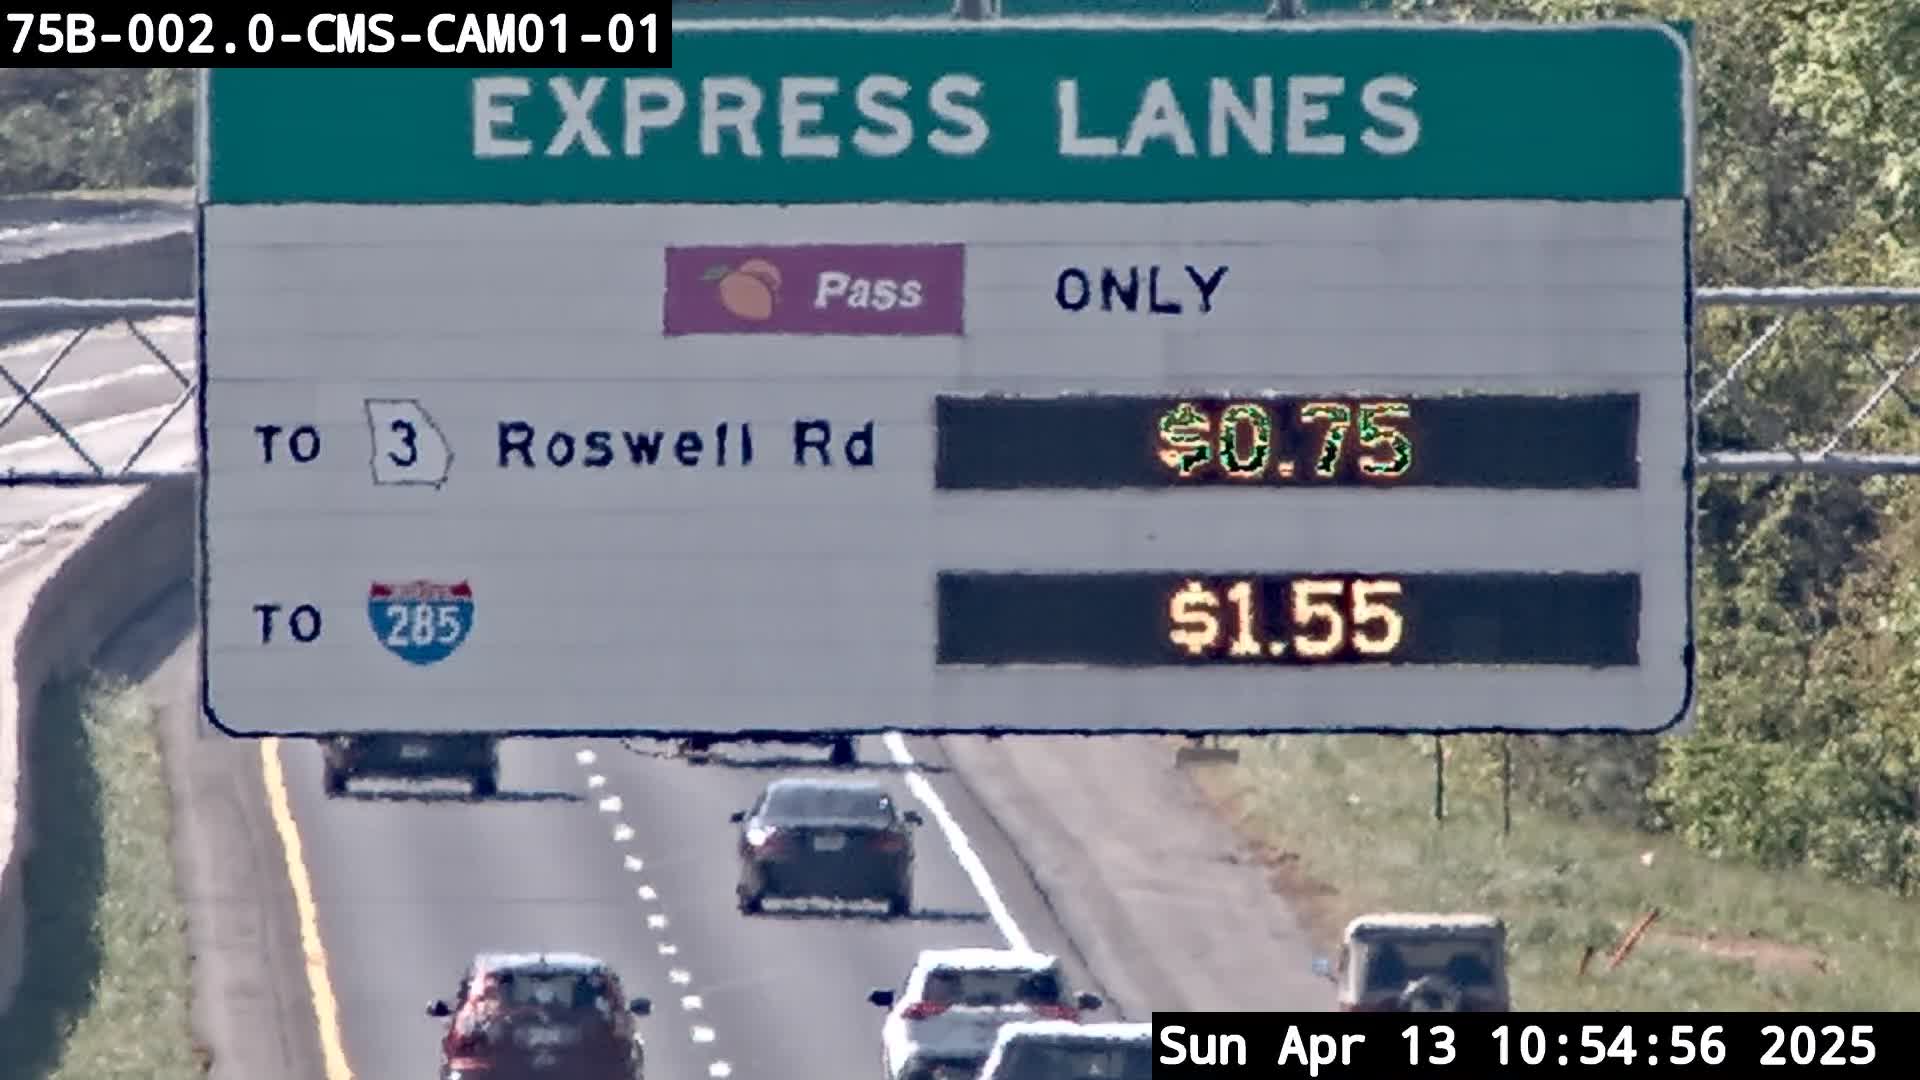 75B-002.0-CMS-CAM01-01
EXPRESS LANES
Pass ONLY
TO 3 Roswell Rd $0.75
TO 285 $1.55
Sun Apr 13 10:54:56 2025